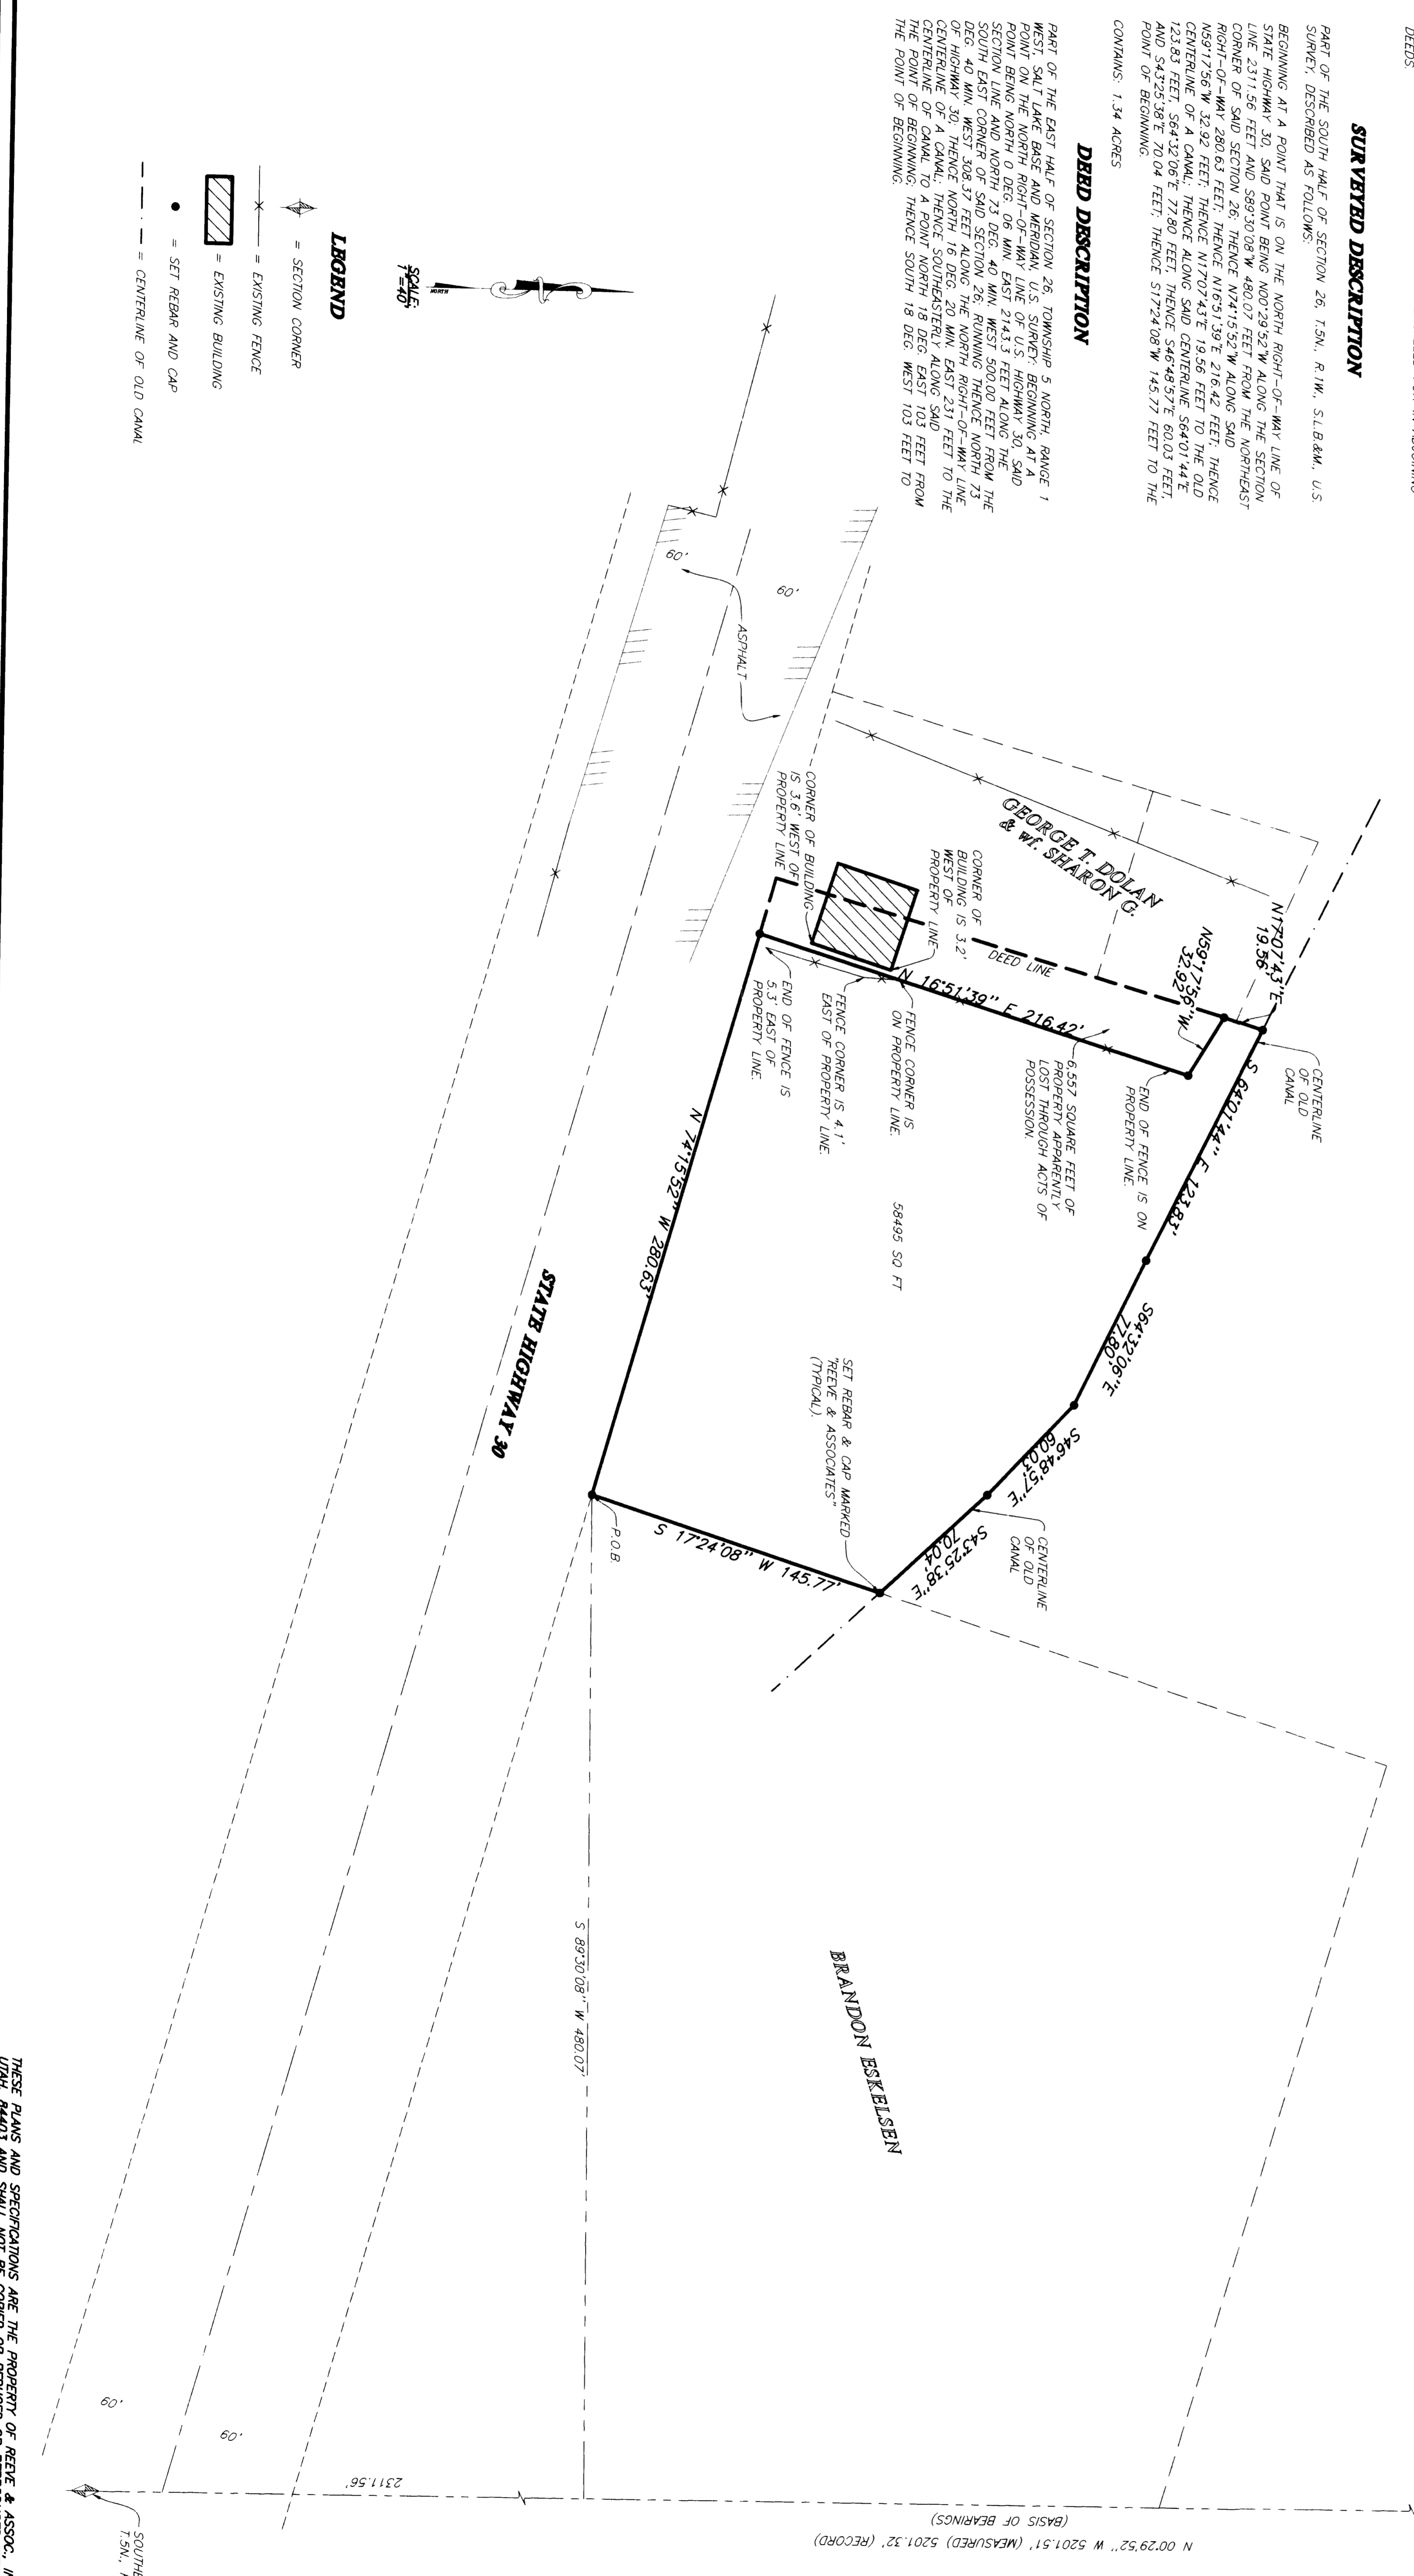 DEEDS.
SURVEYED DESCRIPTION
PART OF THE SOUTH HALF OF SECTION 26, T.5N., R.1W., S.L.B.&M., U.S.
SURVEY, DESCRIBED AS FOLLOWS:
BEGINNING AT A POINT THAT IS ON THE NORTH RIGHT-OF-WAY LINE OF
STATE HIGHWAY 30, SAID POINT BEING N00°29'52"W ALONG THE SECTION
LINE 2311.56 FEET AND S89°30'08"W 480.07 FEET FROM THE NORTHEAST
CORNER OF SAID SECTION 26; THENCE N74°15'52"W ALONG SAID
RIGHT-OF-WAY 280.63 FEET; THENCE N16°51'39"E 216.42 FEET; THENCE
N59°17'56"W 32.92 FEET; THENCE N17°07'43"E 19.56 FEET TO THE OLD
CENTERLINE OF A CANAL; THENCE ALONG SAID CENTERLINE S64°01'44"E
123.83 FEET, S64°32'06"E 77.80 FEET, THENCE S46°48'57"E 60.03 FEET,
AND S43°25'38"E 70.04 FEET; THENCE S17°24'08"W 145.77 FEET TO THE
POINT OF BEGINNING.
CONTAINS: 1.34 ACRES
DEED DESCRIPTION
PART OF THE EAST HALF OF SECTION 26, TOWNSHIP 5 NORTH, RANGE 1
WEST, SALT LAKE BASE AND MERIDIAN, U.S. SURVEY: BEGINNING AT A
POINT ON THE NORTH RIGHT-OF-WAY LINE OF U.S. HIGHWAY 30, SAID
POINT BEING NORTH 0 DEG. 06 MIN. EAST 2143.3 FEET ALONG THE
SECTION LINE AND NORTH 73 DEG. 40 MIN. WEST 500.00 FEET FROM THE
SOUTH EAST CORNER OF SAID SECTION 26; RUNNING THENCE NORTH 73
DEG. 40 MIN. WEST 308.37 FEET ALONG THE NORTH RIGHT-OF-WAY LINE
OF HIGHWAY 30; THENCE NORTH 16 DEG. 20 MIN. EAST 231 FEET TO THE
CENTERLINE OF A CANAL; THENCE SOUTHEASTERLY ALONG SAID
CENTERLINE OF CANAL TO A POINT NORTH 18 DEG. EAST 103 FEET FROM
THE POINT OF BEGINNING; THENCE SOUTH 18 DEG. WEST 103 FEET TO
THE POINT OF BEGINNING.
SCALE:
1"=40'
NORTH
LEGEND
= SECTION CORNER
= EXISTING FENCE
= EXISTING BUILDING
= SET REBAR AND CAP
= CENTERLINE OF OLD CANAL
60'
60'
ASPHALT
GEORGE T. DOLAN
& wf. SHARON G.
CORNER OF BUILDING
IS 3.6' WEST OF
PROPERTY LINE
CORNER OF
BUILDING IS 3.2'
WEST OF
PROPERTY LINE
DEED LINE
N17°07'43"E
19.56'
N59°17'56"W
32.92'
N 16°51'39" E 216.42'
CENTERLINE
OF OLD
CANAL
END OF FENCE IS ON
PROPERTY LINE.
6,557 SQUARE FEET OF
PROPERTY APPARENTLY
LOST THROUGH ACTS OF
POSSESSION.
FENCE CORNER IS
ON PROPERTY LINE.
FENCE CORNER IS 4.1'
EAST OF PROPERTY LINE.
END OF FENCE IS
5.3' EAST OF
PROPERTY LINE.
S 64°01'44" E 123.83'
S64°32'06"E
77.80'
S46°48'57"E
60.03'
S43°25'38"E
70.04'
CENTERLINE
OF OLD
CANAL
58495 SQ FT
N 74°15'52" W 280.63'
SET REBAR & CAP MARKED
"REEVE & ASSOCIATES"
(TYPICAL).
STATE HIGHWAY 30
P.O.B.
S 17°24'08" W 145.77'
S 89°30'08" W 480.07'
BRANDON ESKELSEN
60'
60'
2311.56'
(BASIS OF BEARINGS)
N 00°29'52" W 5201.51' (MEASURED) 5201.32' (RECORD)
T.5N.,
THESE PLANS AND SPECIFICATIONS ARE THE PROPERTY OF REEVE & ASSOC.,
UTAH, 84403 AND SHALL NOT BE COPIED